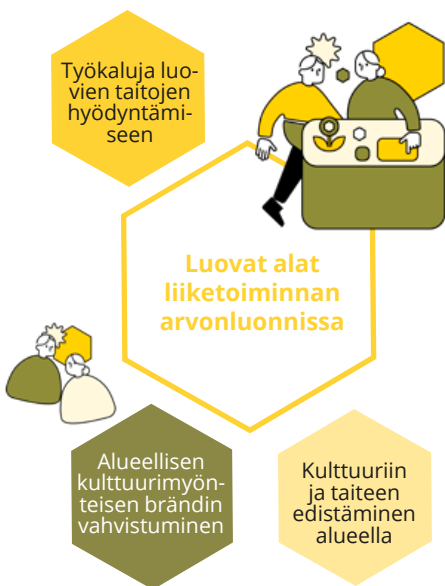 Työkaluja luo-
vien taitojen
hyödyntämi-
seen
Luovat alat
liiketoiminnan
arvonluonnissa
Alueellisen
kulttuurimyön-
teisen brändin
vahvistuminen
Kulttuuriin
ja taiteen
edistäminen
alueella